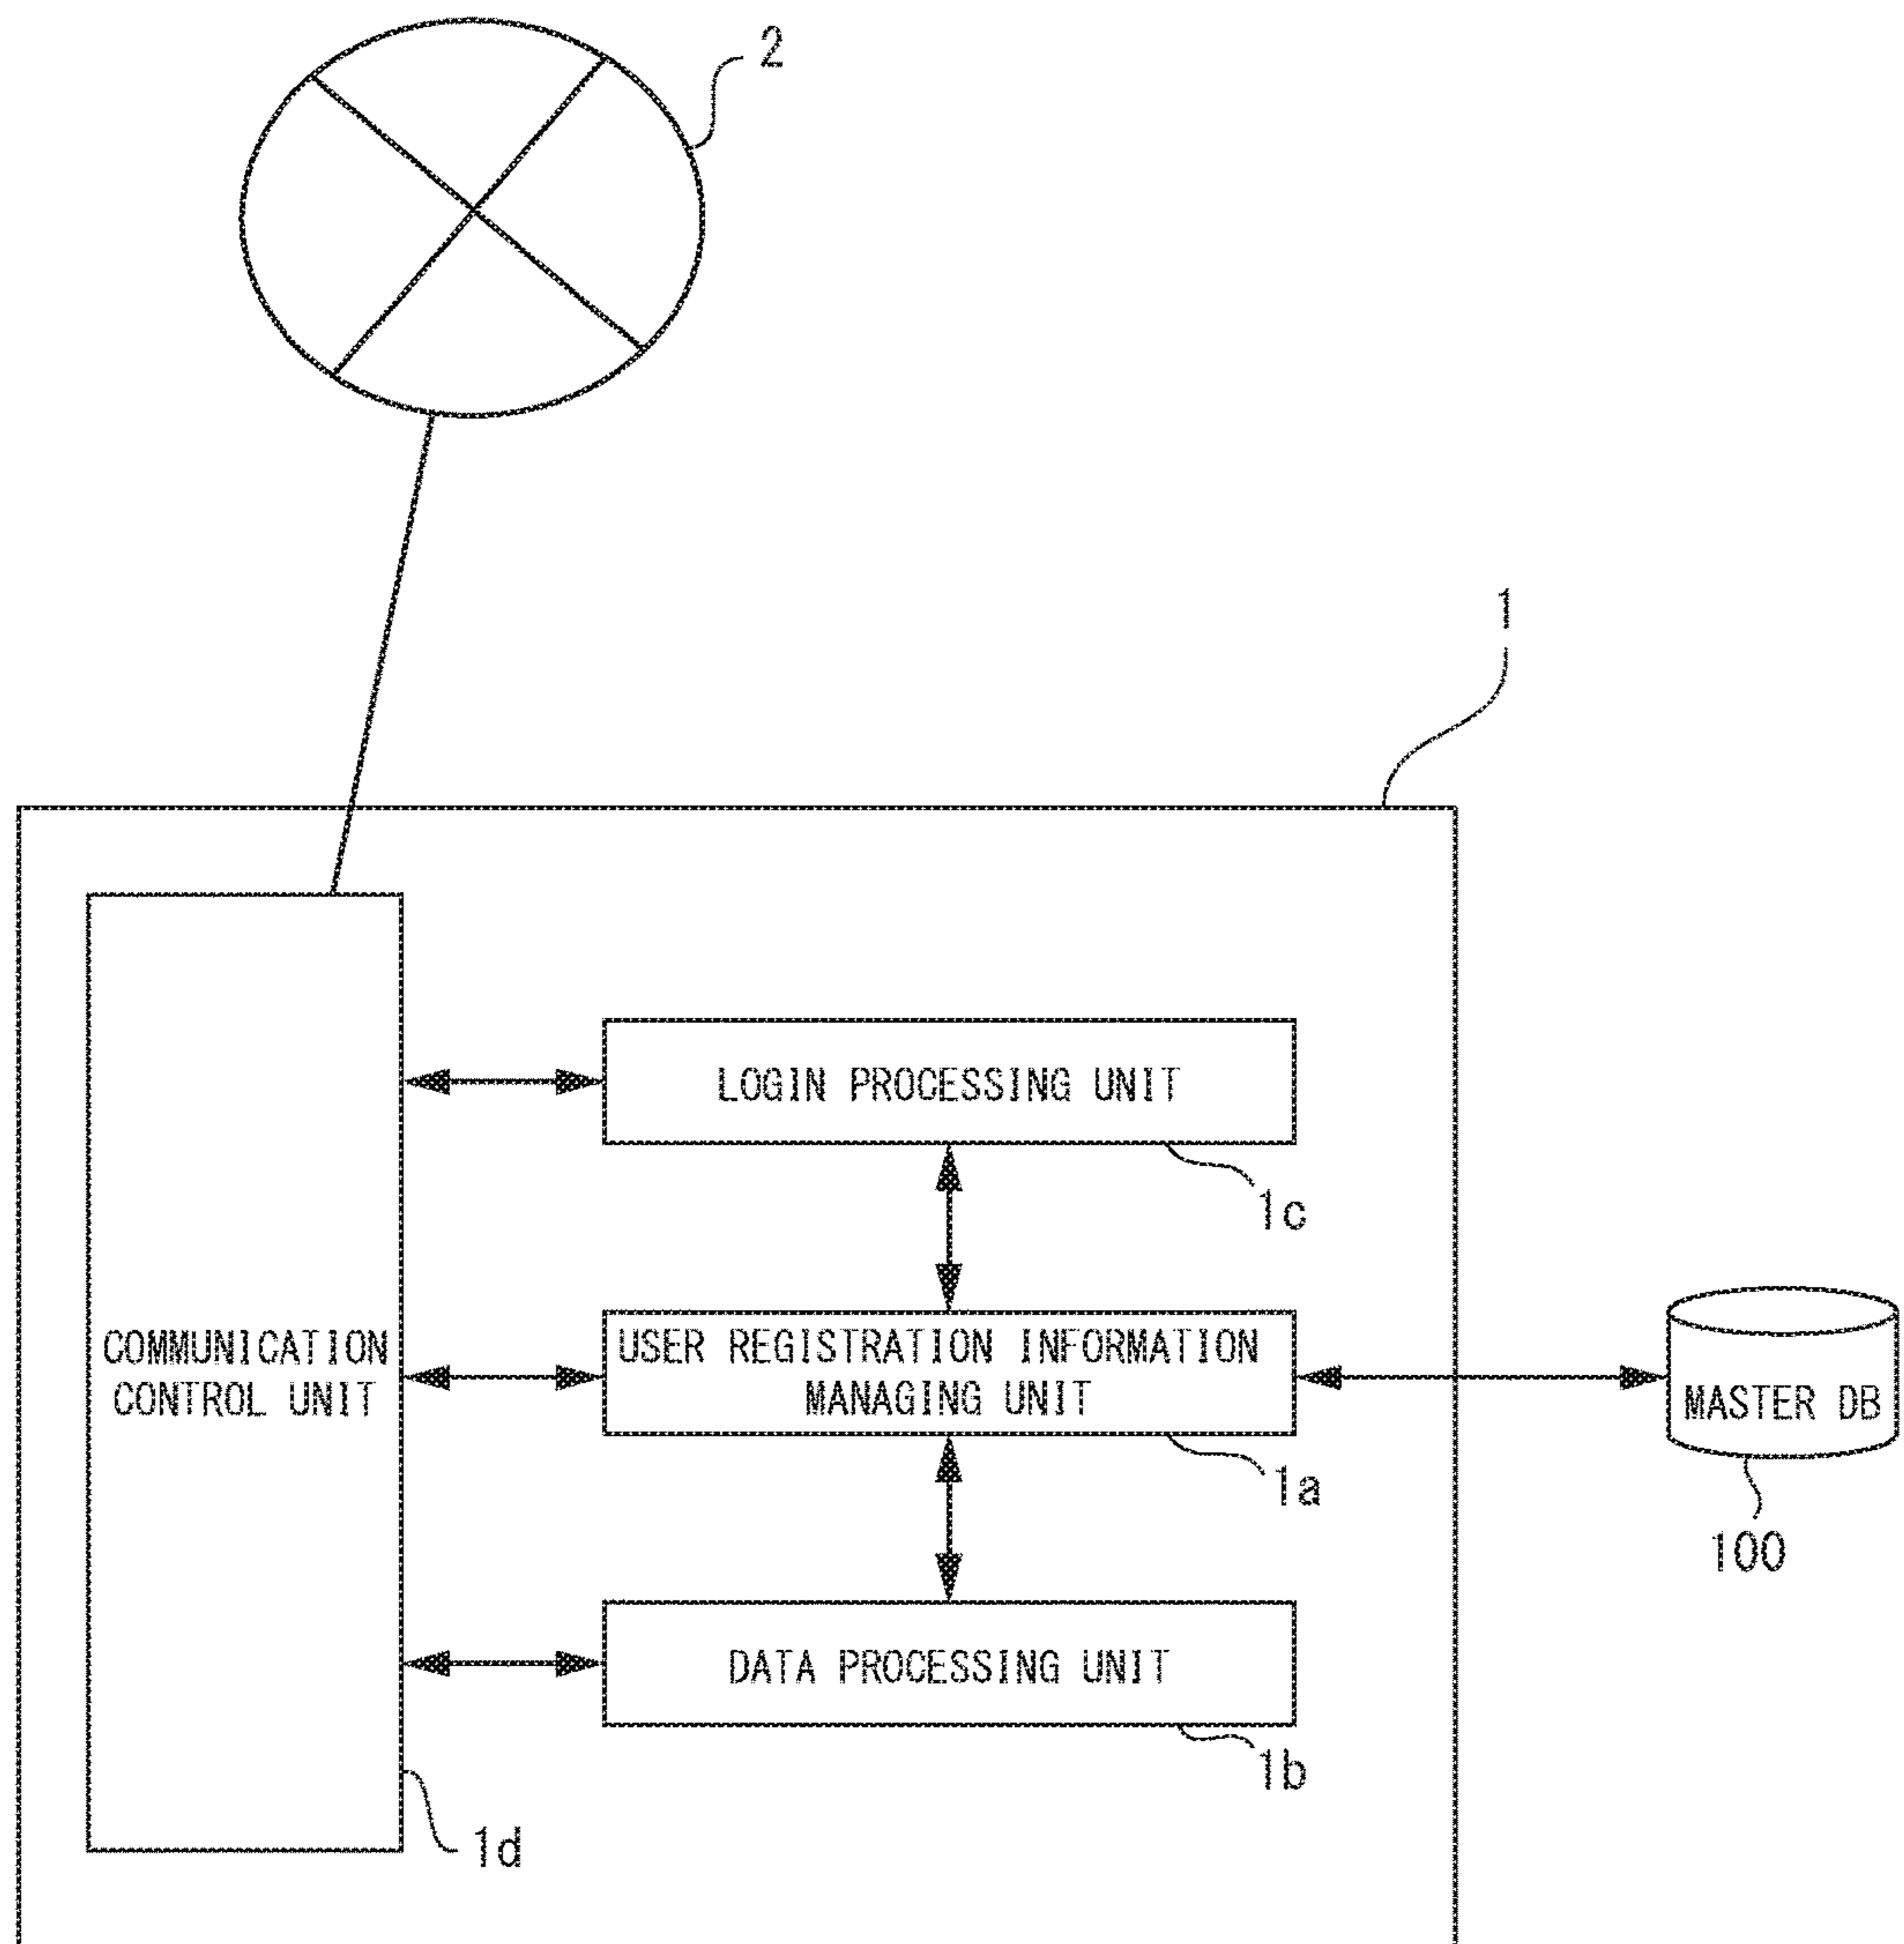 2
1
LOGIN PROCESSING UNIT
1c
COMMUNICATION
CONTROL UNIT
USER REGISTRATION INFORMATION
MANAGING UNIT
1a
MASTER DB
100
DATA PROCESSING UNIT
1b
1d